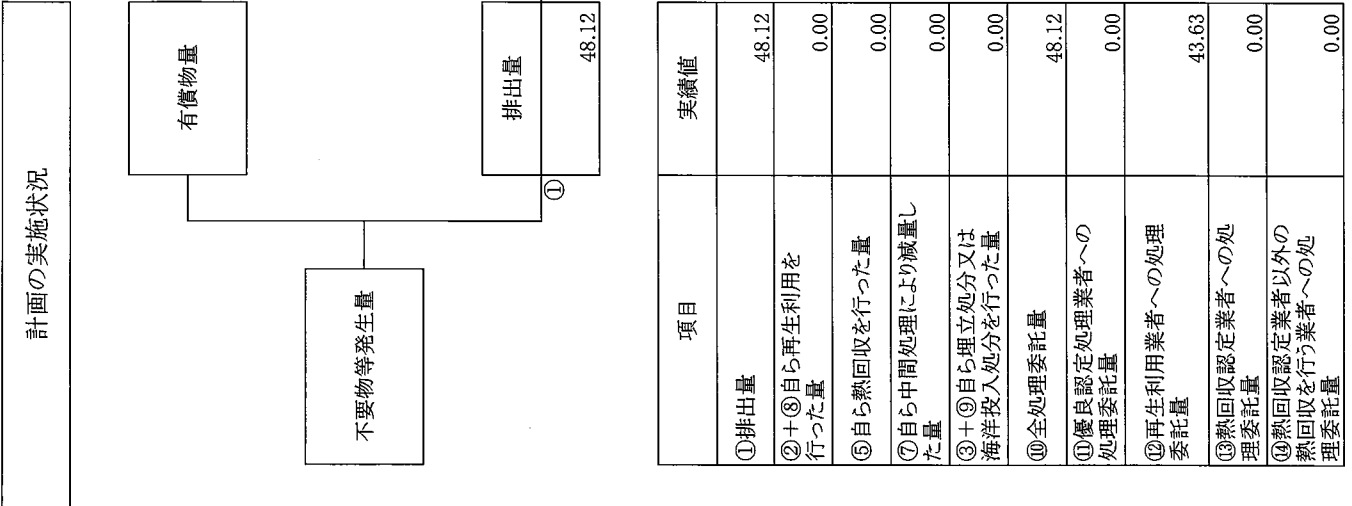 計画の実施状況
有償物量
不要物等発生量
排出量
①
48.12
項目
実績値
①排出量
48.12
②+⑧自ら再生利用を
行った量
0.00
⑤自ら熱回収を行った量
0.00
⑦自ら中間処理により減量し
た量
0.00
③+⑨自ら埋立処分又は
海洋投入処分を行った量
0.00
⑩全処理委託量
48.12
⑪優良認定処理業者への
処理委託量
0.00
⑫再生利用業者への処理
委託量
43.63
⑬熱回収認定業者への処
理委託量
0.00
⑭熱回収認定業者以外の
熱回収を行う業者への処
理委託量
0.00